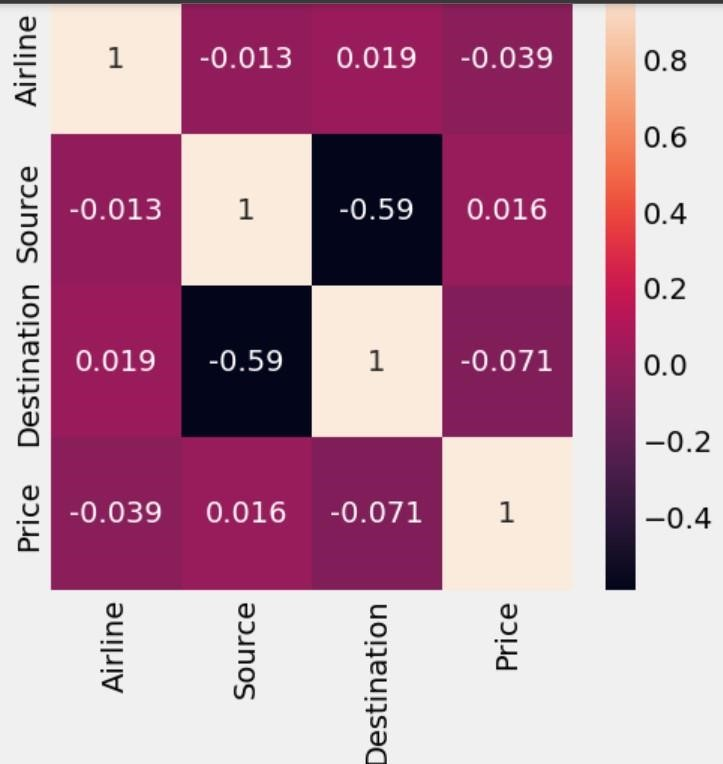 Airline 1 -0.013 0.019 -0.039
Source -0.013 1 -0.59 0.016
Destination 0.019 -0.59 1 -0.071
Price -0.039 0.016 -0.071 1
Airline Source Destination Price
0.8
0.6
0.4
0.2
0.0
−0.2
−0.4